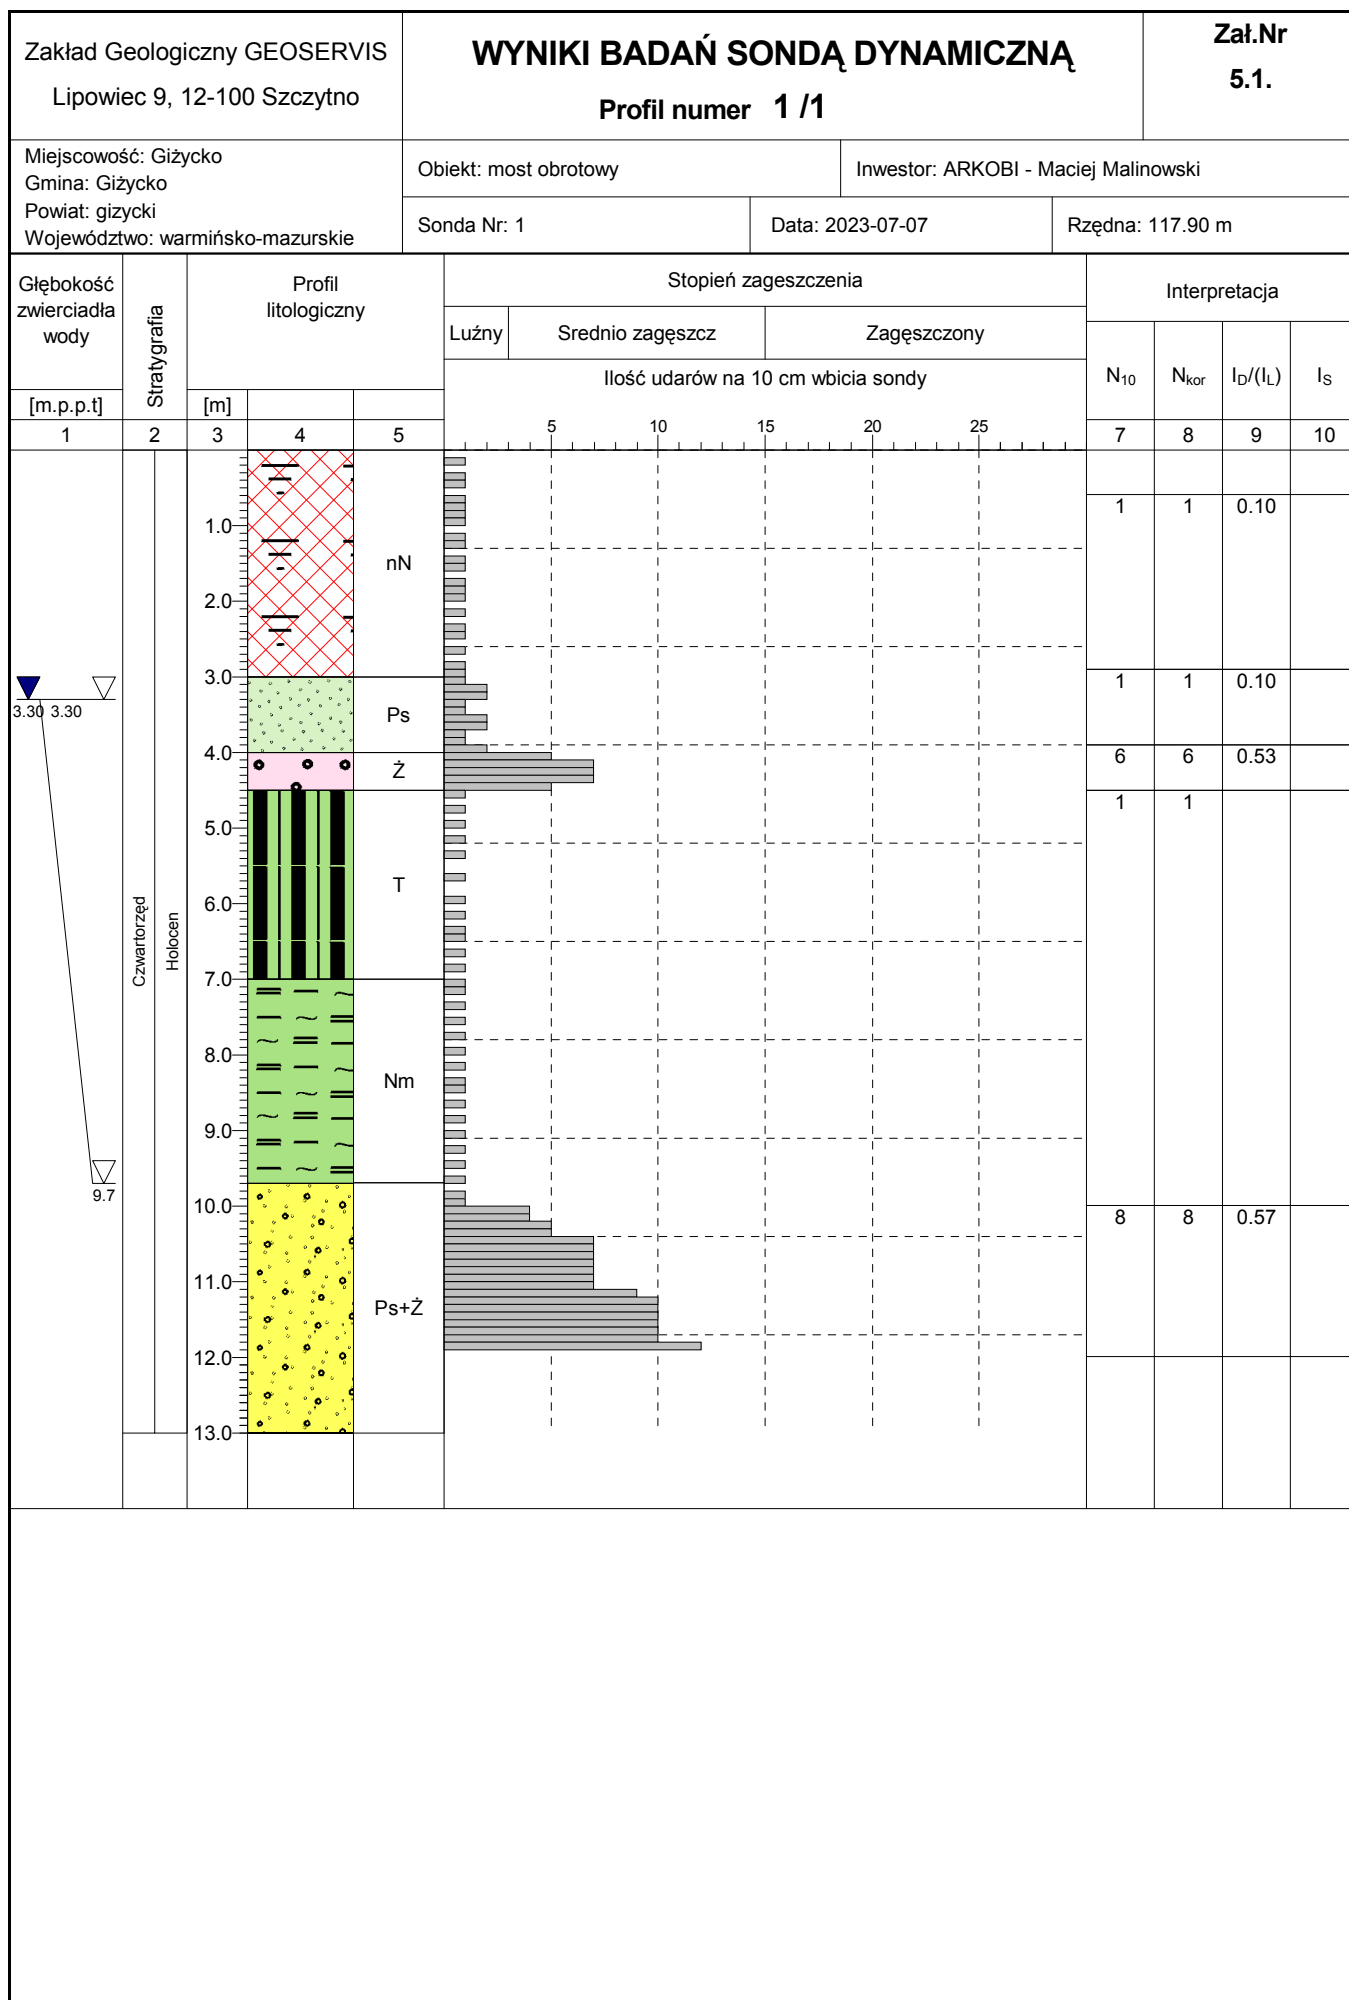 Zakład Geologiczny GEOSERVIS
Lipowiec 9, 12-100 Szczytno
WYNIKI BADAŃ SONDĄ DYNAMICZNĄ
Profil numer 1 /1
Zał.Nr
5.1.
Miejscowość: Giżycko
Gmina: Giżycko
Powiat: gizycki
Województwo: warmińsko-mazurskie
Obiekt: most obrotowy
Inwestor: ARKOBI - Maciej Malinowski
Sonda Nr: 1
Data: 2023-07-07
Rzędna: 117.90 m
Głębokość
zwierciadła
wody
[m.p.p.t]
Stratygrafia
Profil
litologiczny
[m]
Stopień zageszczenia
Luźny
Srednio zagęszcz
Zagęszczony
Ilość udarów na 10 cm wbicia sondy
5 10 15 20 25
Interpretacja
N10 Nkor ID/(IL) IS
1 2 3 4 5 7 8 9 10
1 1 0.10
1.0
nN
2.0
3.0
1 1 0.10
3.30 3.30
Ps
4.0
6 6 0.53
Ż
1 1
5.0
T
6.0
Czwartorzęd
Holocen
7.0
8.0
Nm
9.0
9.7
10.0
8 8 0.57
11.0
Ps+Ż
12.0
13.0